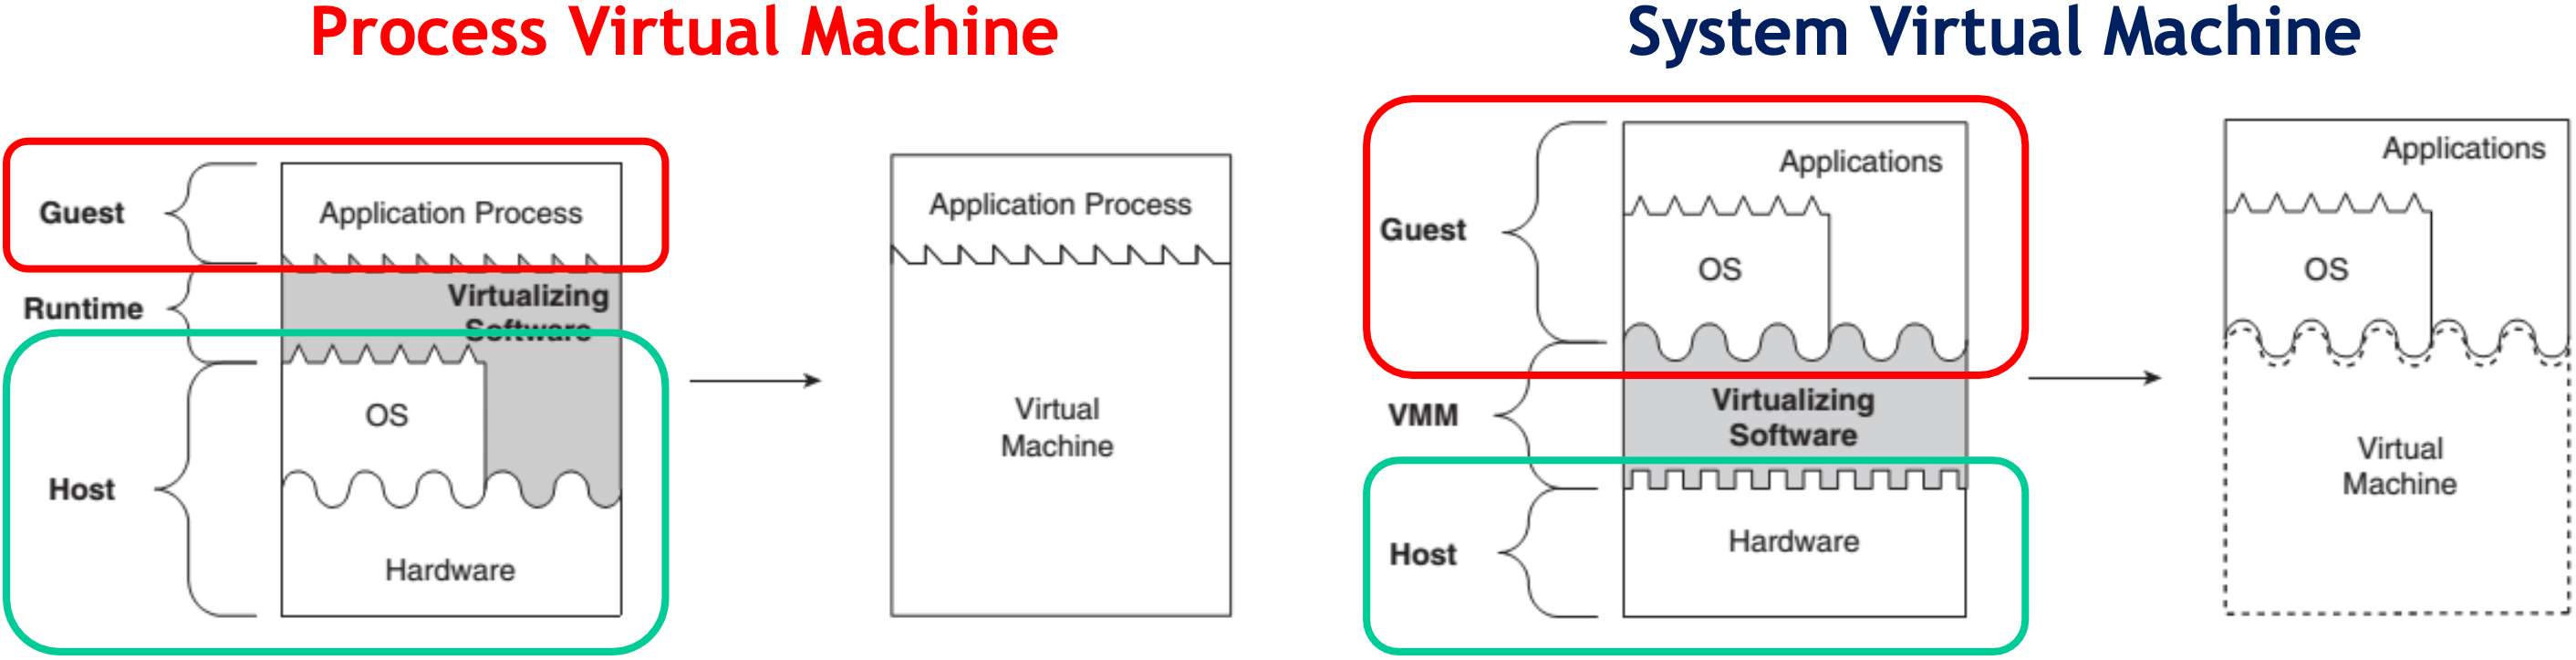 Process Virtual Machine
Guest
Application Process
Runtime
Virtualizing
Software
Host
OS
Hardware
Application Process
Virtual
Machine
System Virtual Machine
Guest
Applications
OS
VMM
Virtualizing
Software
Host
Hardware
Applications
OS
Virtual
Machine